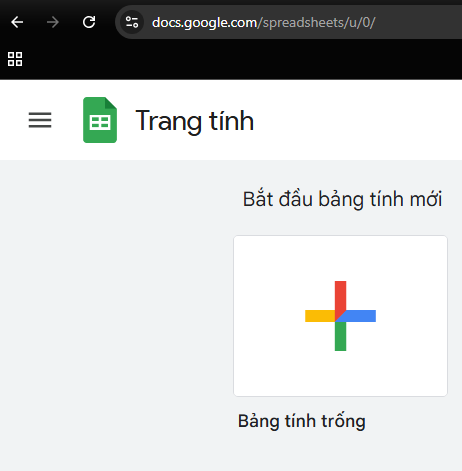 docs.google.com/spreadsheets/u/0/
Trang tính
Bắt đầu bảng tính mới
Bảng tính trống